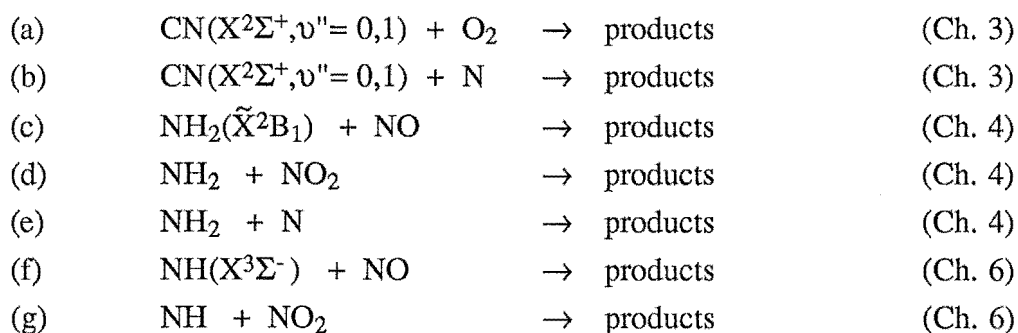 (a) CN(X²Σ⁺,υ"= 0,1) + O₂ → products (Ch. 3)
(b) CN(X²Σ⁺,υ"= 0,1) + N → products (Ch. 3)
(c) NH₂(X̃²B₁) + NO → products (Ch. 4)
(d) NH₂ + NO₂ → products (Ch. 4)
(e) NH₂ + N → products (Ch. 4)
(f) NH(X³Σ⁻) + NO → products (Ch. 6)
(g) NH + NO₂ → products (Ch. 6)